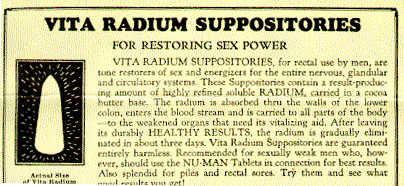 VITA RADIUM SUPPOSITORIES
FOR RESTORING SEX POWER
VITA RADIUM SUPPOSITORIES, for rectal use by men, are
tone restorers of sex and energizers for the entire nervous, glandular
and circulatory systems. These Suppositories contain a result-produc-
ing amount of highly refined soluble RADIUM, carried in a cocoa
butter base. The radium is absorbed thru the walls of the lower
colon, enters the blood stream and is carried to all parts of the body
—to the weakened organs that need its vitalizing aid. After leaving
its durably HEALTHY RESULTS, the radium is gradually elimi-
nated in about three days. Vita Radium Suppositories are guaranteed
entirely harmless. Recommended for sexually weak men who, how-
ever, should use the NU-MAN Tablets in connection for best results.
Also splendid for piles and rectal sores. Try them and see what
good results you get!
Actual Size
of Vita Radium